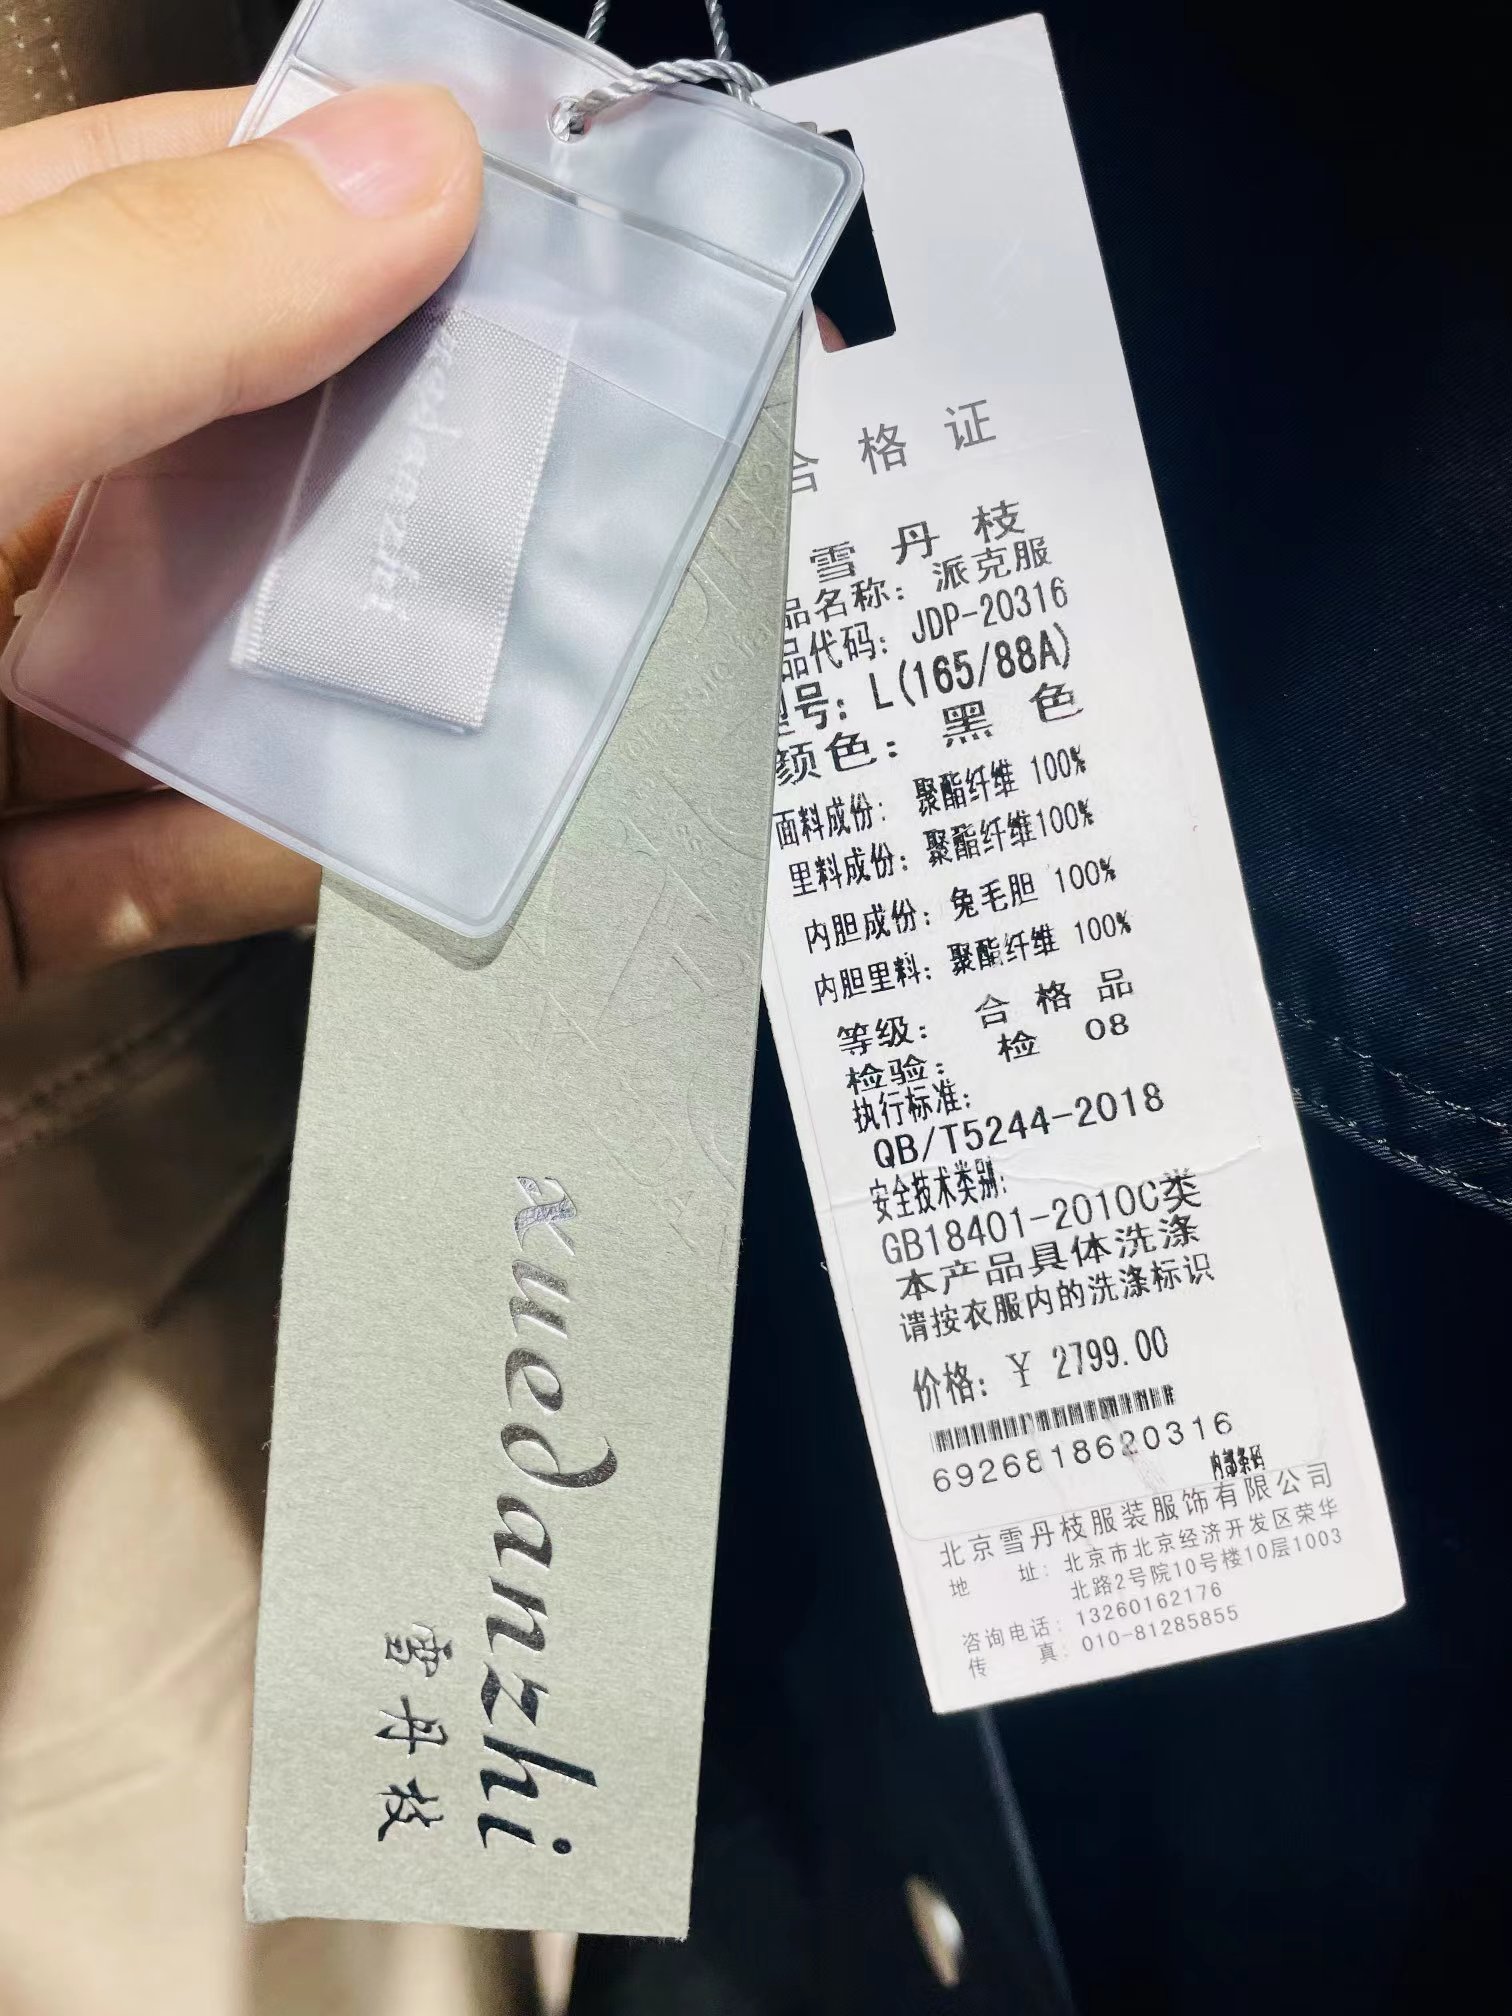 xuedanzhi
xuedanzhi
雪丹枝
合格证
雪丹枝
品名称：派克服
品代码：JDP-20316
型号：L(165/88A)
颜色：黑色
面料成份：聚酯纤维 100%
里料成份：聚酯纤维100%
内胆成份：兔毛胆 100%
内胆里料：聚酯纤维 100%
等级：合格品
检验：检 08
执行标准：
QB/T5244-2018
安全技术类别：
GB18401-2010C类
本产品具体洗涤
请按衣服内的洗涤标识
价格：￥ 2799.00
6926818620316
内部条码
北京雪丹枝服装服饰有限公司
地 址：北京市北京经济开发区荣华
北路2号院10号楼10层1003
咨询电话：13260162176
传 真：010-81285855